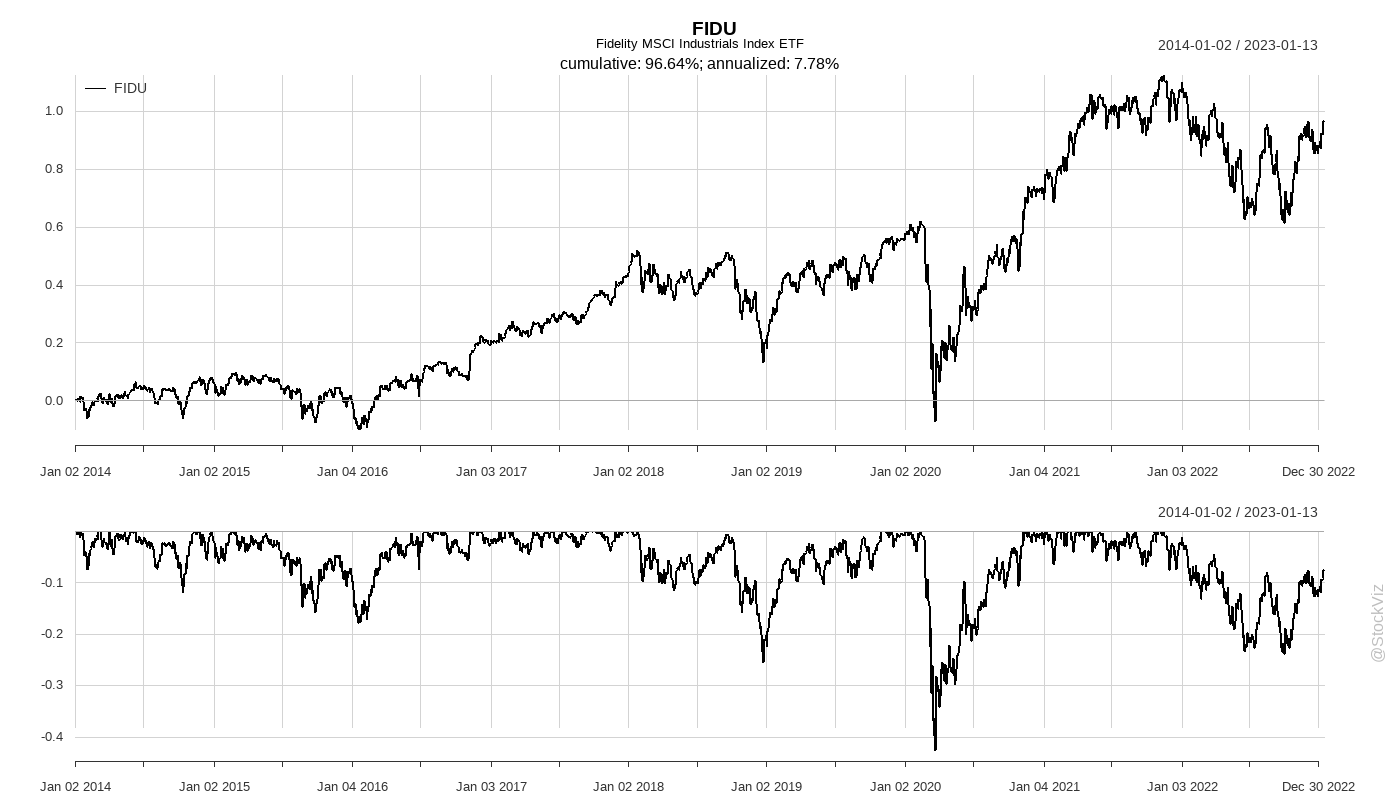 FIDU
Fidelity MSCI Industrials Index ETF
2014-01-02 / 2023-01-13
cumulative: 96.64%; annualized: 7.78%
FIDU
1.0
0.8
0.6
0.4
0.2
0.0
Jan 02 2014 Jan 02 2015 Jan 04 2016 Jan 03 2017 Jan 02 2018 Jan 02 2019 Jan 02 2020 Jan 04 2021 Jan 03 2022 Dec 30 2022
2014-01-02 / 2023-01-13
-0.1
-0.2
-0.3
-0.4
Jan 02 2014 Jan 02 2015 Jan 04 2016 Jan 03 2017 Jan 02 2018 Jan 02 2019 Jan 02 2020 Jan 04 2021 Jan 03 2022 Dec 30 2022
@StockViz